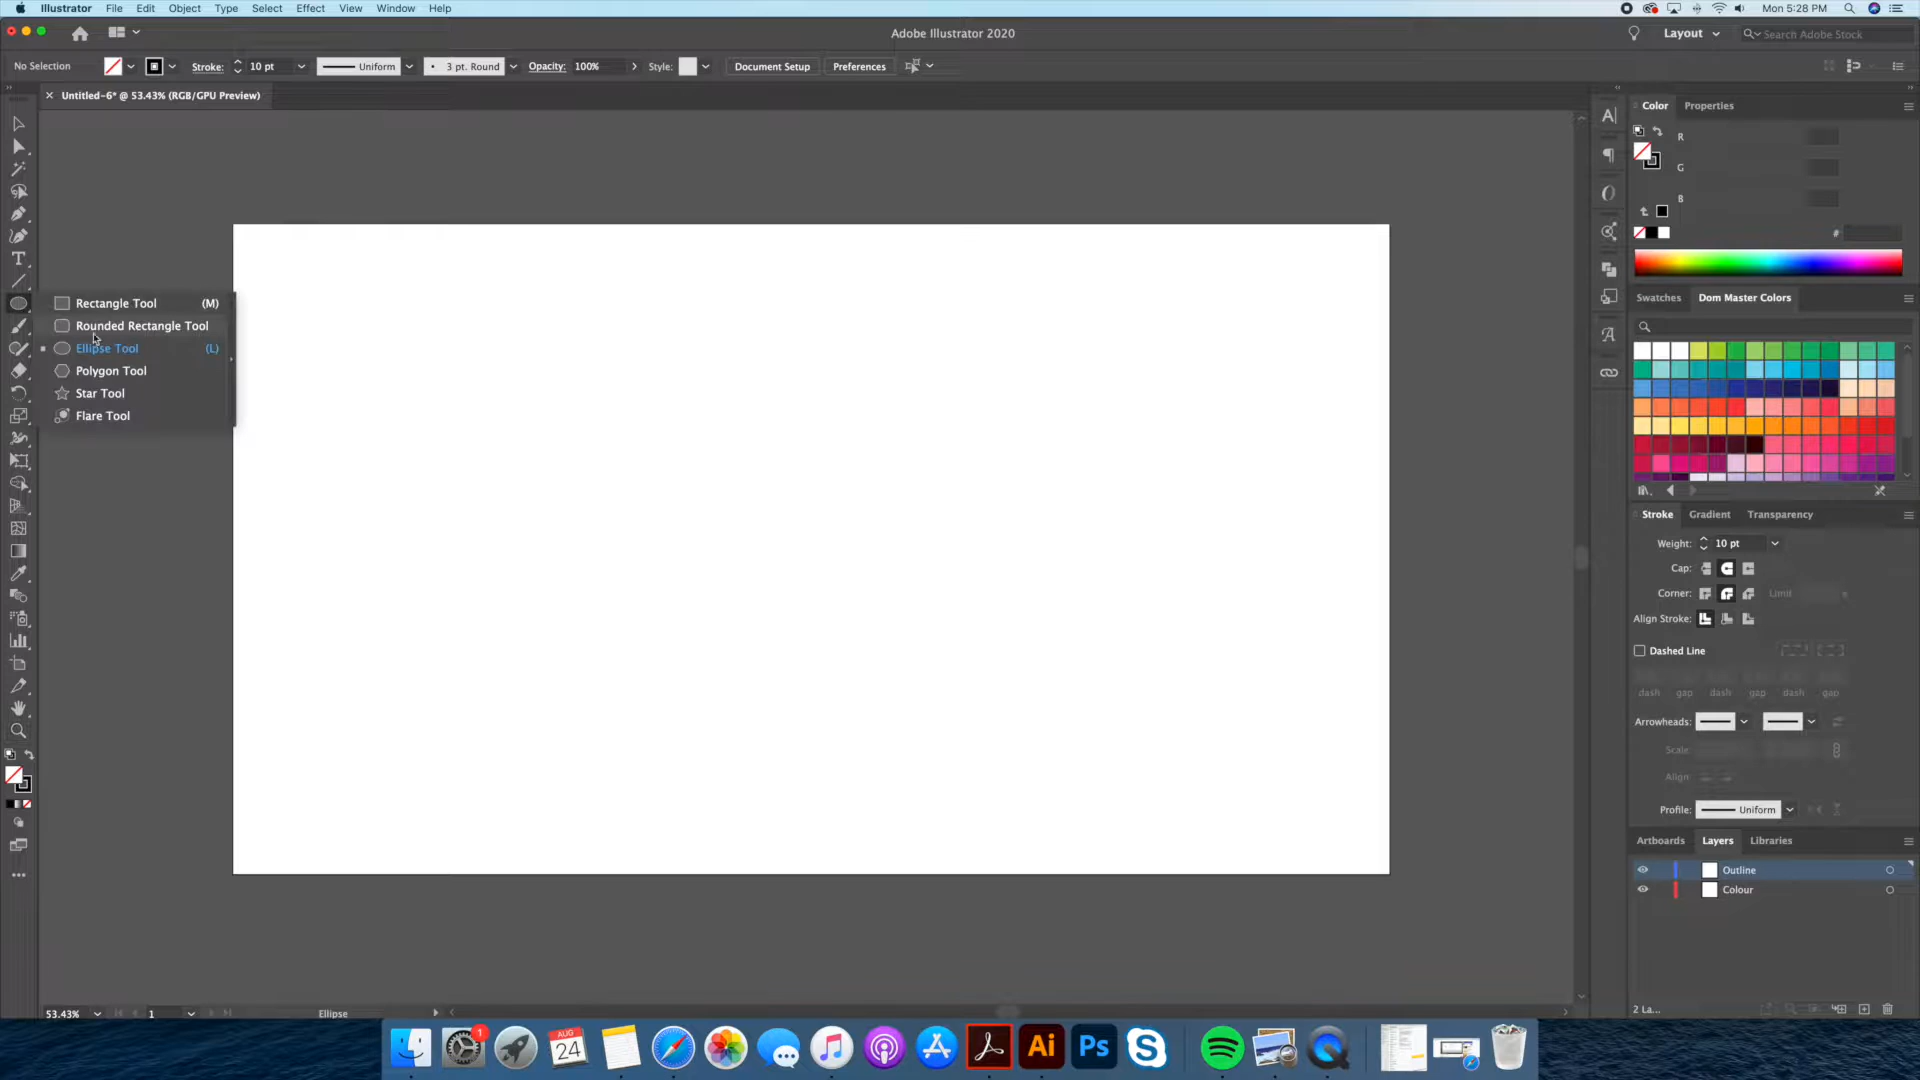 Illustrator File Edit Object Type Select Effect View Window Help
Mon 5:28 PM
Adobe Illustrator 2020
Layout
Search Adobe Stock
No Selection
Stroke: 10 pt
Uniform
3 pt. Round
Opacity: 100%
Style:
Document Setup
Preferences
Untitled-6* @ 53.43% (RGB/GPU Preview)
Color Properties
R
G
B
#
Swatches Dom Master Colors
Rectangle Tool (M)
Rounded Rectangle Tool
Ellipse Tool (L)
Polygon Tool
Star Tool
Flare Tool
Stroke Gradient Transparency
Weight: 10 pt
Cap:
Corner: Limit
Align Stroke:
Dashed Line
dash gap dash gap dash gap
Arrowheads:
Scale:
Align:
Profile: Uniform
Artboards Layers Libraries
Outline
Colour
2 La...
53.43% 1 Ellipse
1
AUG
24
Ai
Ps
S